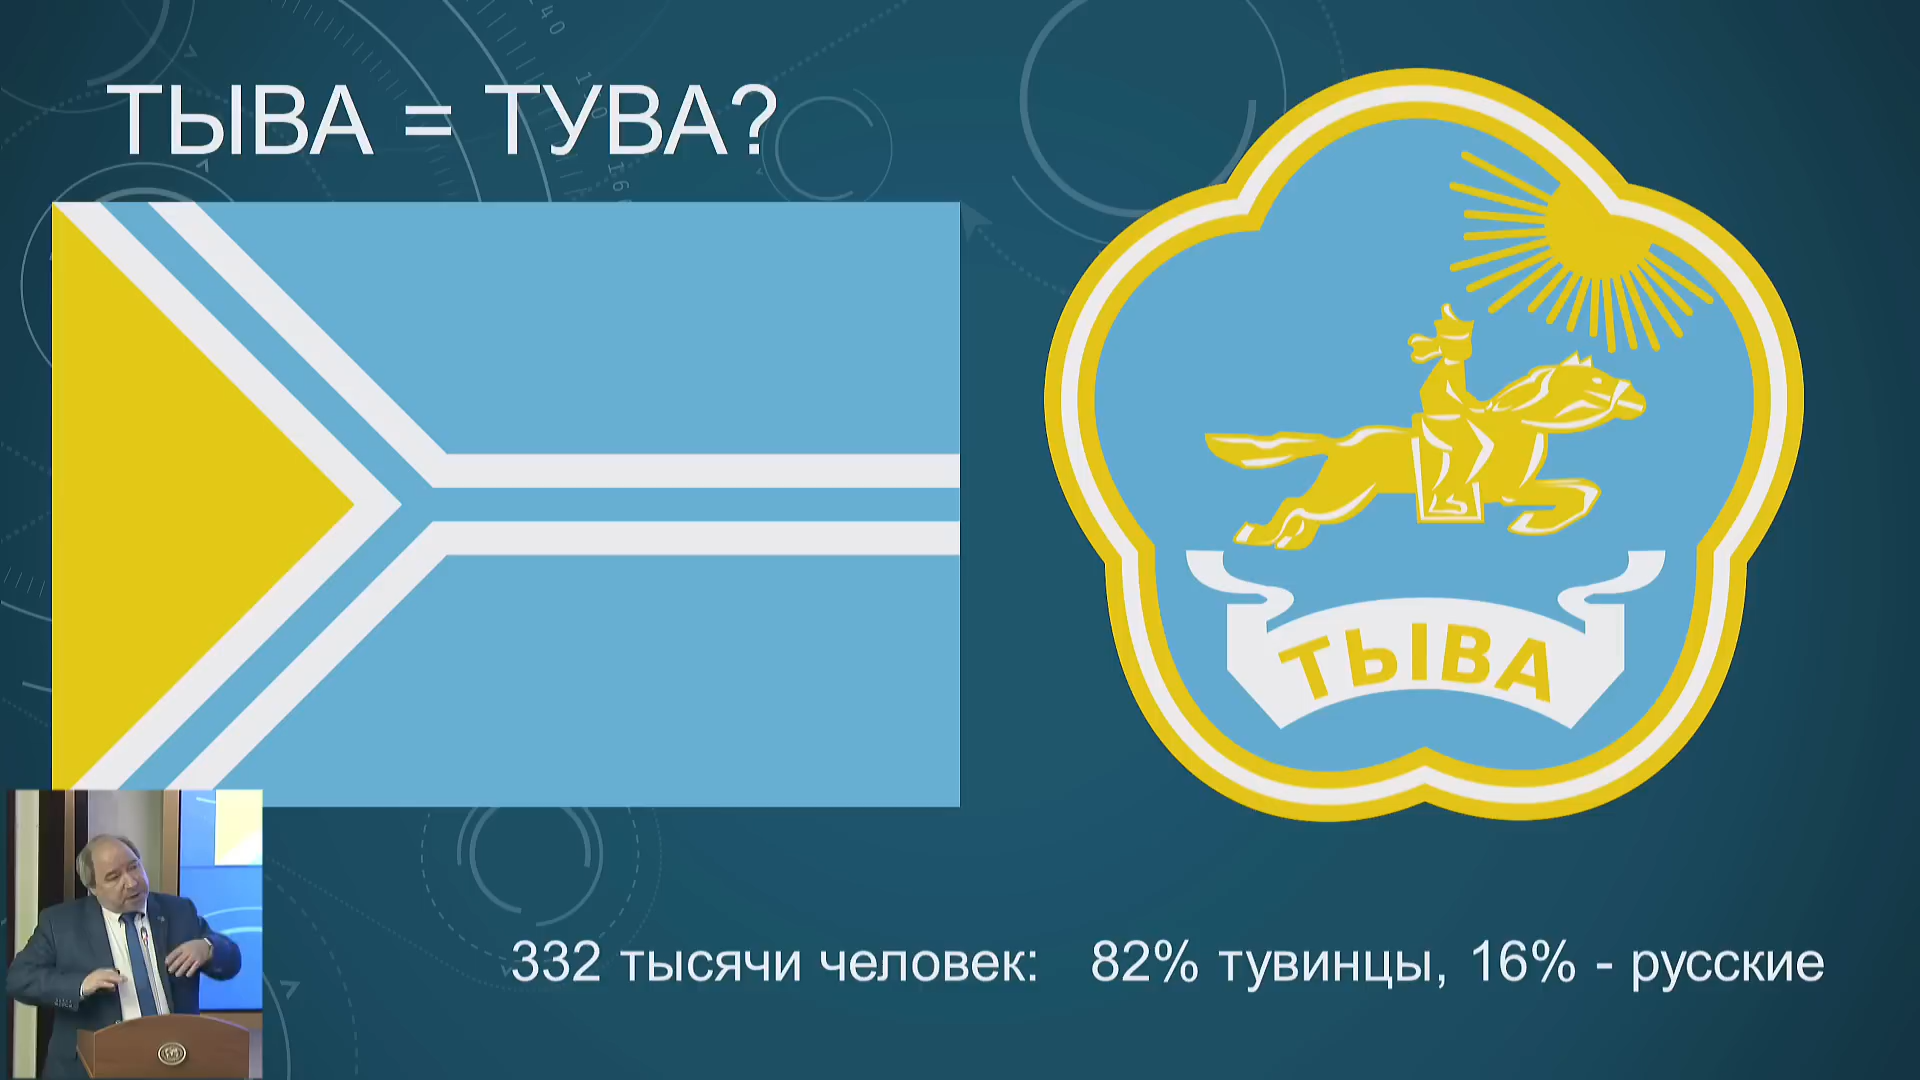 ТЫВА = ТУВА?
ТЫВА
332 тысячи человек: 82% тувинцы, 16% - русские